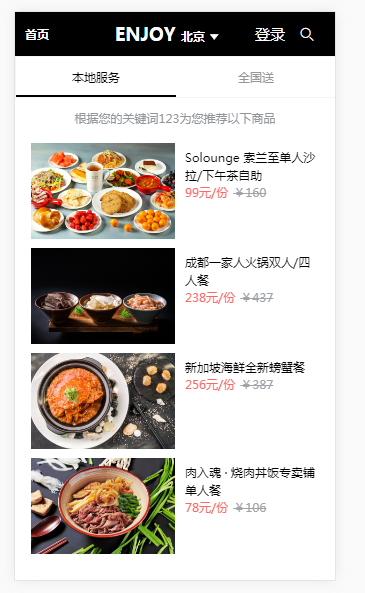 首页 ENJOY 北京 登录
本地服务 全国送
根据您的关键词123为您推荐以下商品
Solounge 索兰至单人沙
拉/下午茶自助
99元/份 ￥160
成都一家人火锅双人/四
人餐
238元/份 ￥437
新加坡海鲜全新螃蟹餐
256元/份 ￥387
肉入魂 · 烧肉丼饭专卖铺
单人餐
78元/份 ￥106